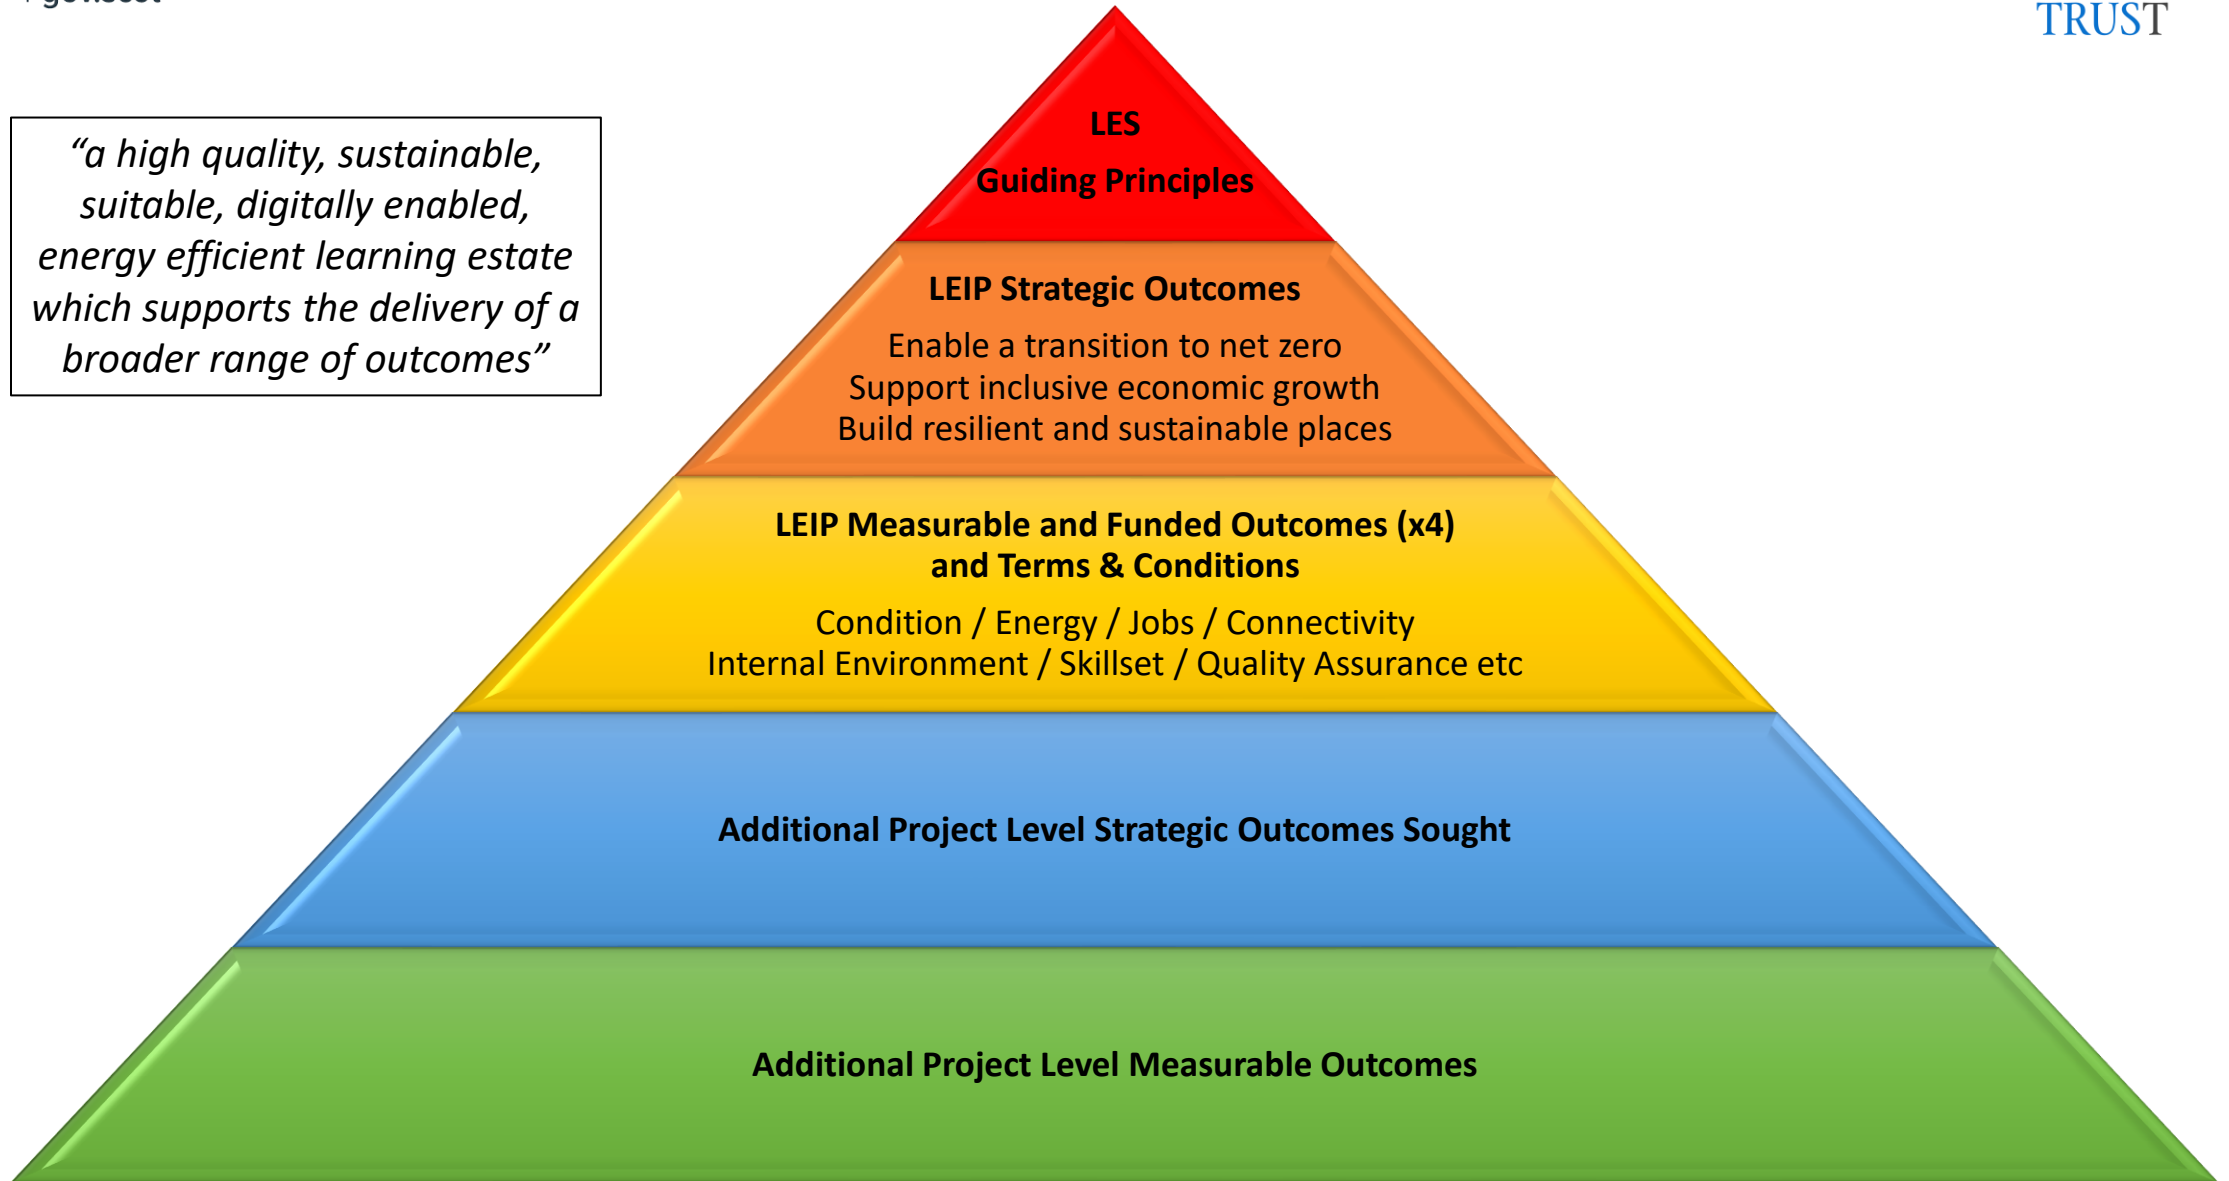 gov.scot
TRUST
“a high quality, sustainable,
suitable, digitally enabled,
energy efficient learning estate
which supports the delivery of a
broader range of outcomes”
LES
Guiding Principles
LEIP Strategic Outcomes
Enable a transition to net zero
Support inclusive economic growth
Build resilient and sustainable places
LEIP Measurable and Funded Outcomes (x4)
and Terms & Conditions
Condition / Energy / Jobs / Connectivity
Internal Environment / Skillset / Quality Assurance etc
Additional Project Level Strategic Outcomes Sought
Additional Project Level Measurable Outcomes